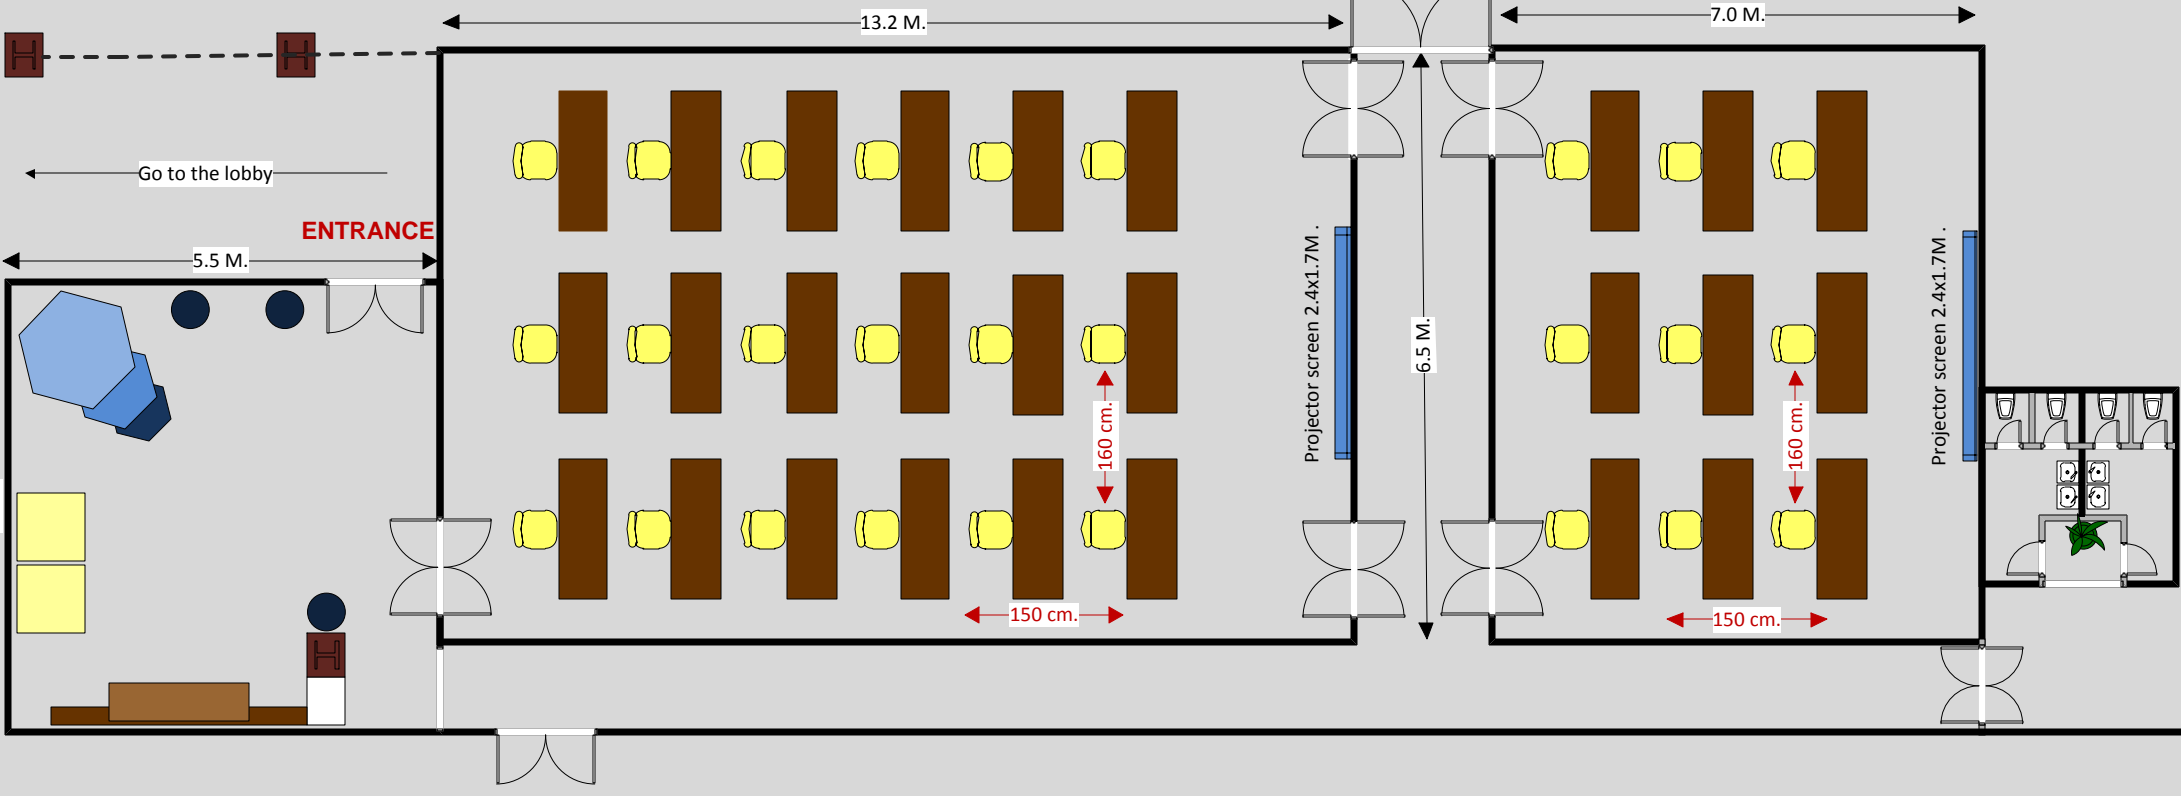 13.2 M.
7.0 M.
Go to the lobby
ENTRANCE
5.5 M.
Projector screen 2.4x1.7M .
6.5 M.
Projector screen 2.4x1.7M .
160 cm.
160 cm.
150 cm.
150 cm.